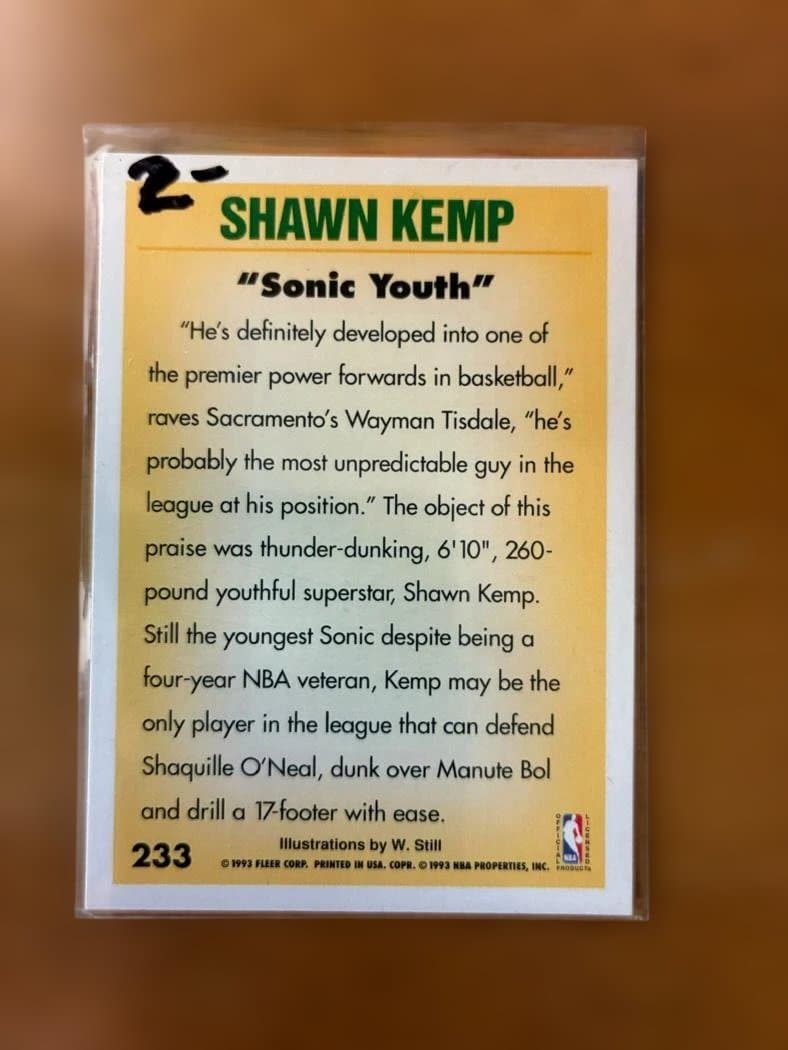 2-
SHAWN KEMP
“Sonic Youth”
“He’s definitely developed into one of
the premier power forwards in basketball,”
raves Sacramento’s Wayman Tisdale, “he’s
probably the most unpredictable guy in the
league at his position.” The object of this
praise was thunder-dunking, 6'10", 260-
pound youthful superstar, Shawn Kemp.
Still the youngest Sonic despite being a
four-year NBA veteran, Kemp may be the
only player in the league that can defend
Shaquille O’Neal, dunk over Manute Bol
and drill a 17-footer with ease.
Illustrations by W. Still
233
© 1993 FLEER CORP. PRINTED IN USA. COPR. © 1993 NBA PROPERTIES, INC.
OFFICIAL
LICENSED
NBA
PRODUCTS